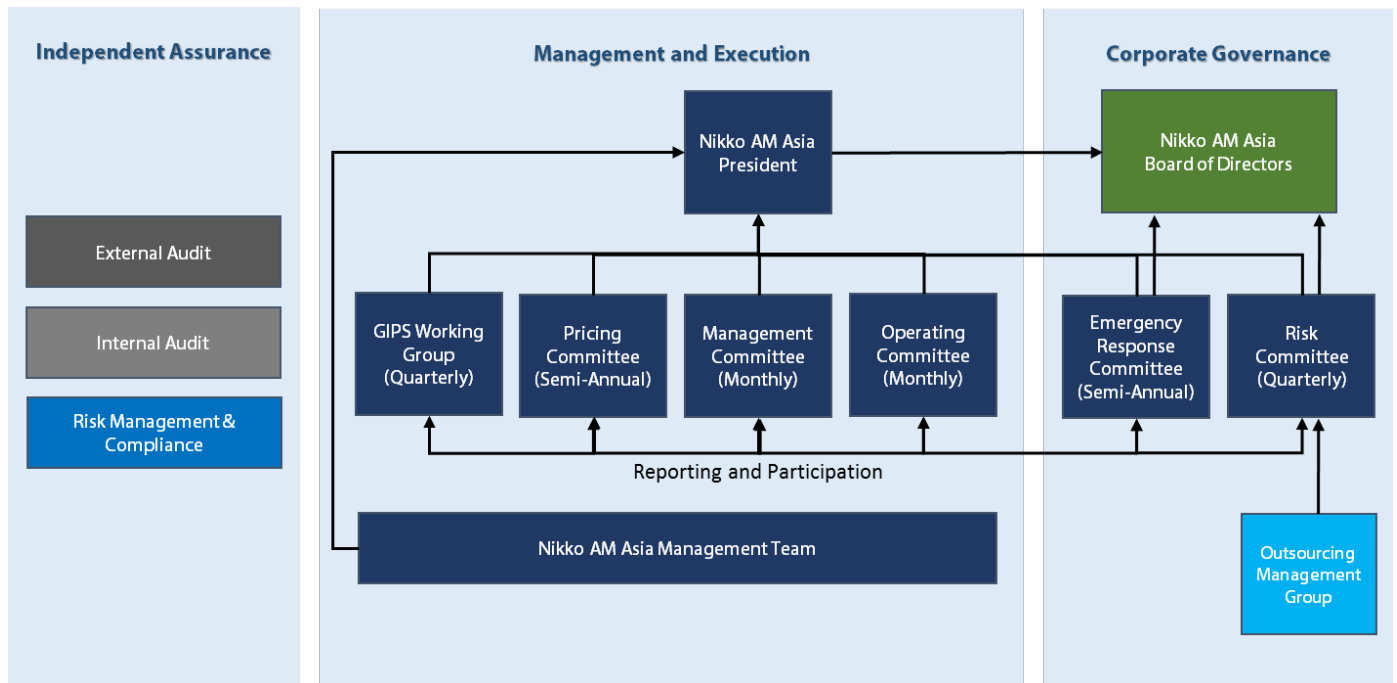 Independent Assurance
External Audit
Internal Audit
Risk Management &
Compliance
Management and Execution
Nikko AM Asia
President
GIPS Working
Group
(Quarterly)
Pricing
Committee
(Semi-Annual)
Management
Committee
(Monthly)
Operating
Committee
(Monthly)
Reporting and Participation
Nikko AM Asia Management Team
Corporate Governance
Nikko AM Asia
Board of Directors
Emergency
Response
Committee
(Semi-Annual)
Risk
Committee
(Quarterly)
Outsourcing
Management
Group